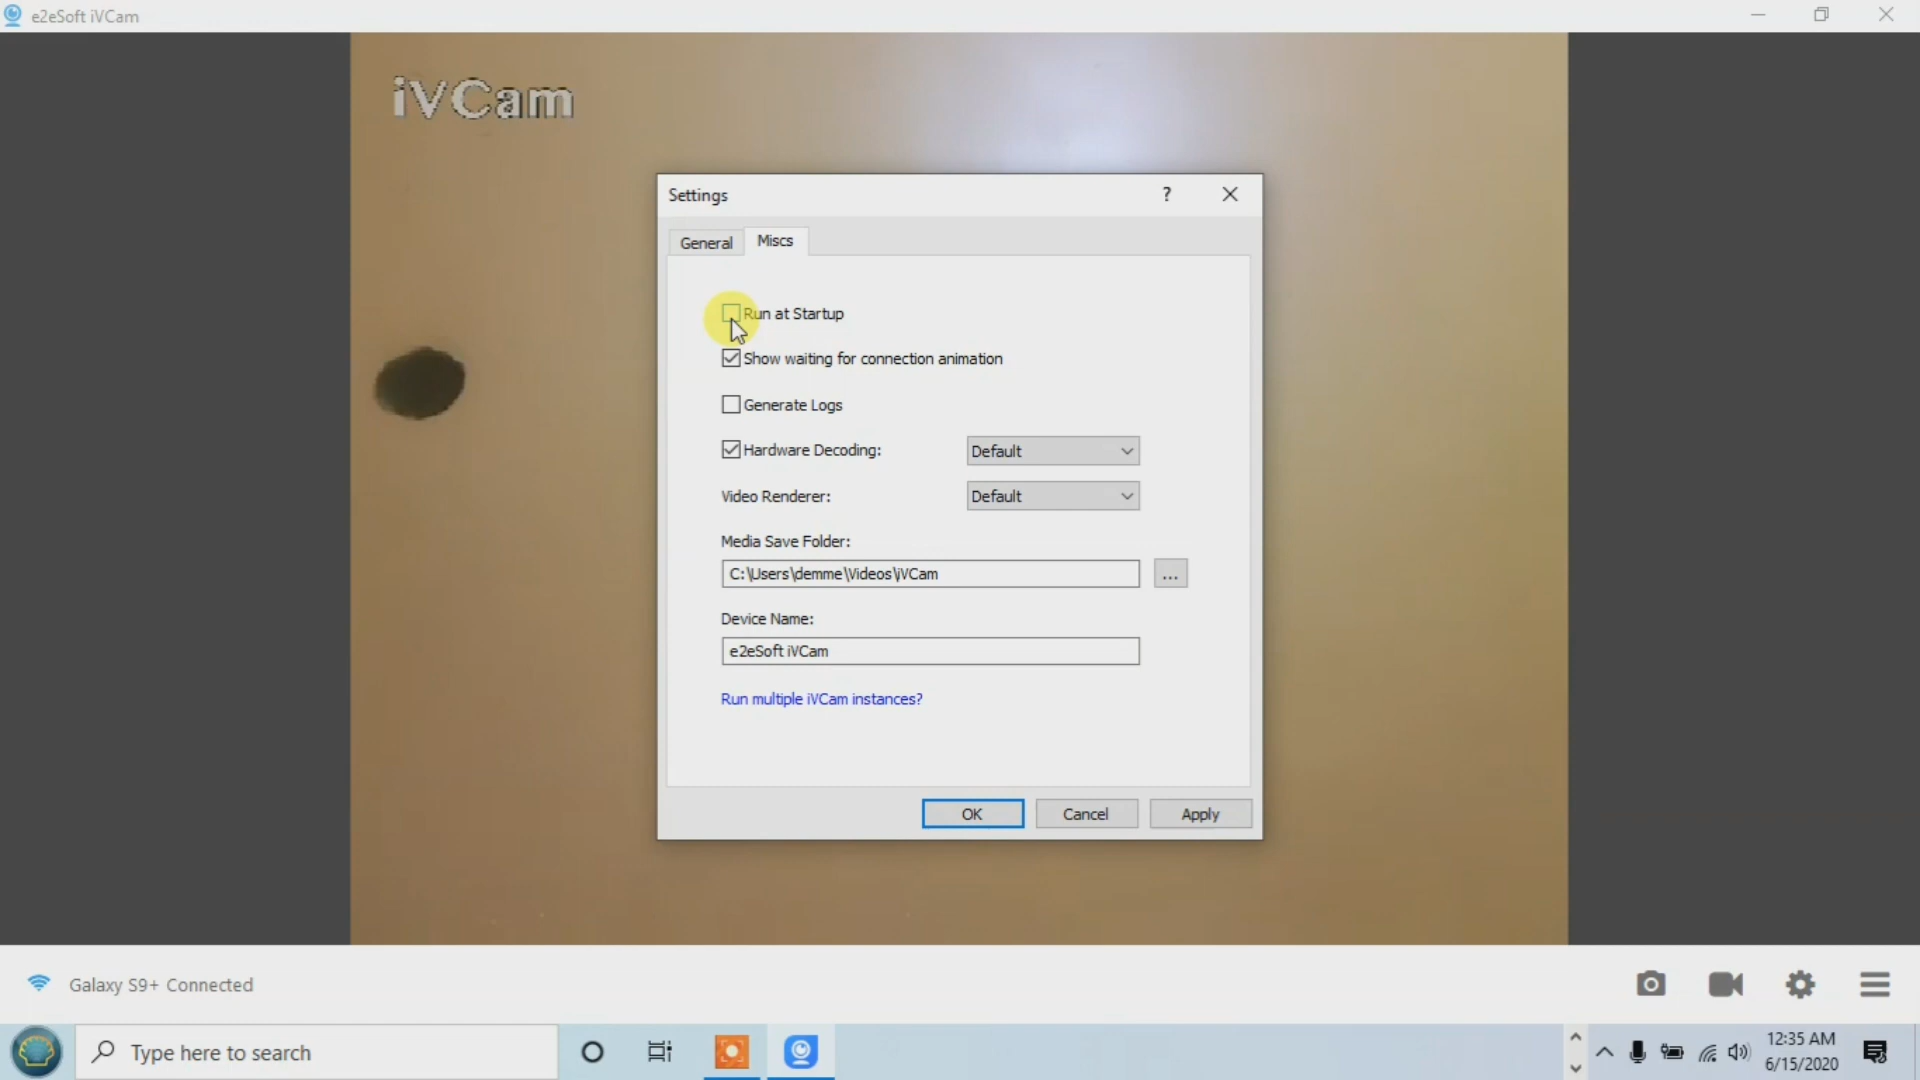 e2eSoft iVCam
iVCam
Settings
?
General
Miscs
Run at Startup
Show waiting for connection animation
Generate Logs
Hardware Decoding:
Default
Video Renderer:
Default
Media Save Folder:
C:\Users\demme\Videos\iVCam
...
Device Name:
e2eSoft iVCam
Run multiple iVCam instances?
OK
Cancel
Apply
Galaxy S9+ Connected
Type here to search
12:35 AM
6/15/2020